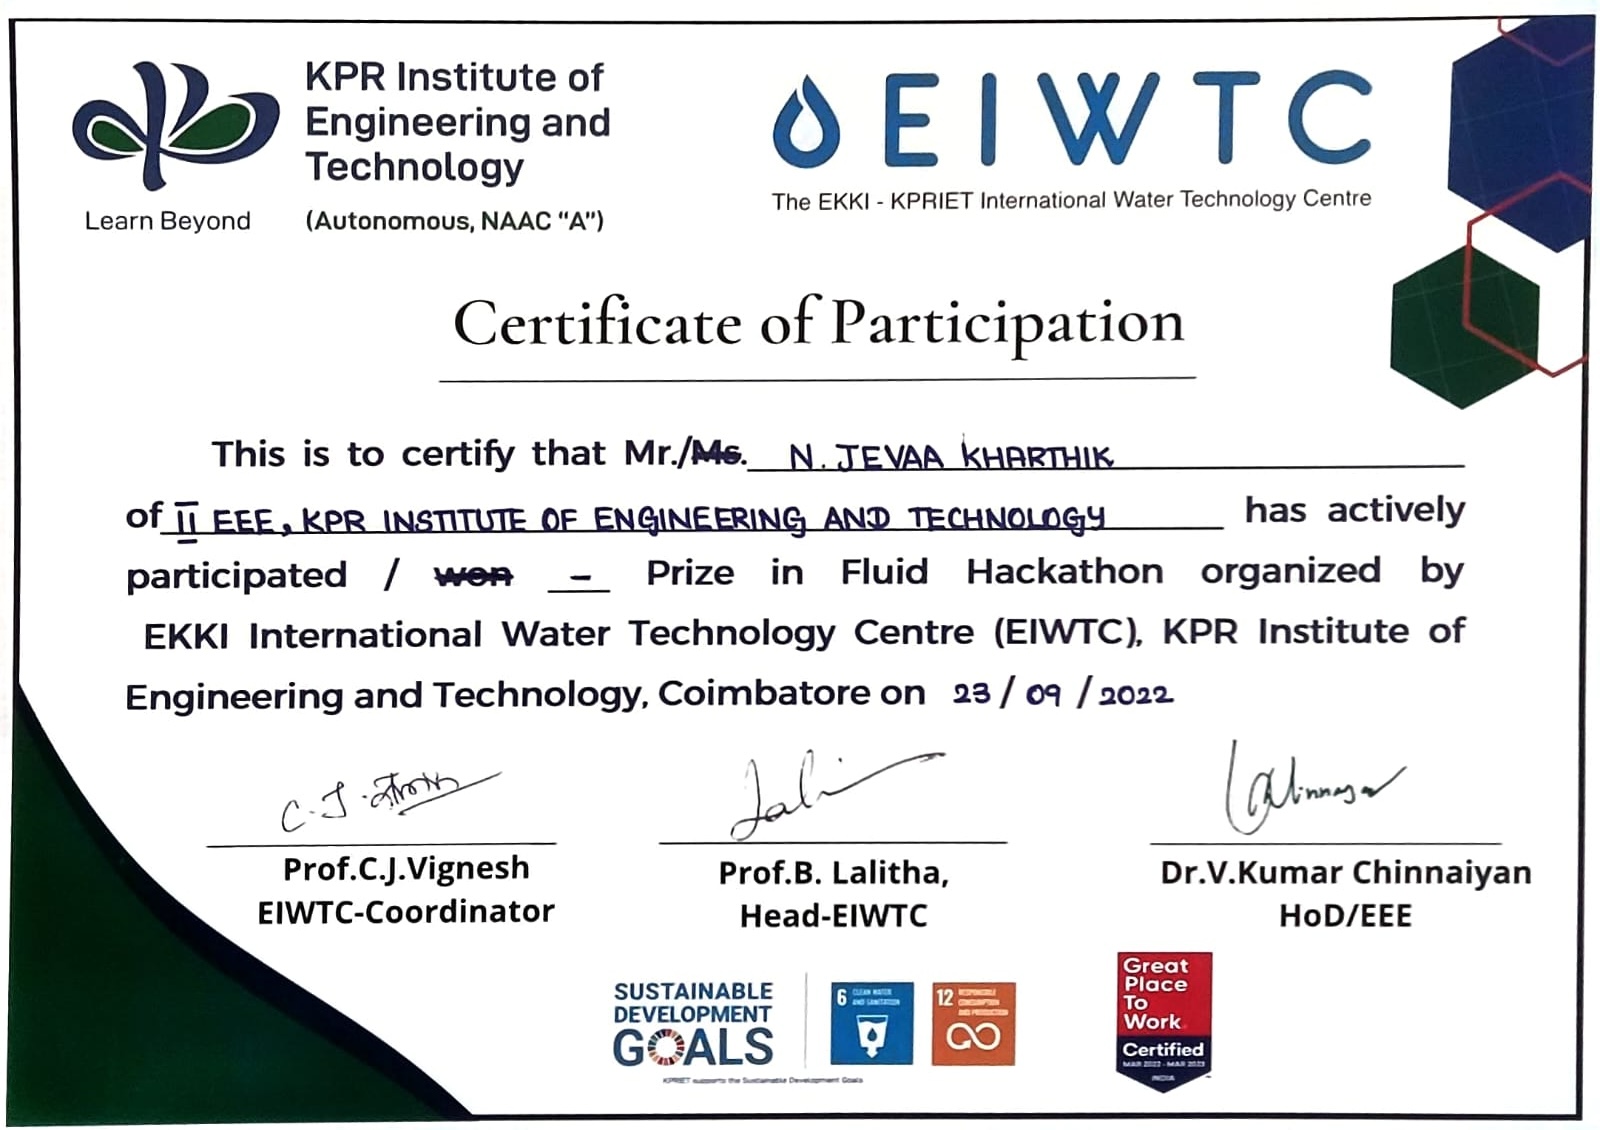 KPR Institute of
Engineering and
Technology
Learn Beyond
(Autonomous, NAAC "A")
EIWTC
The EKKI - KPRIET International Water Technology Centre
Certificate of Participation
This is to certify that Mr./Ms. N. JEVAA KHARTHIK
of II EEE, KPR INSTITUTE OF ENGINEERING AND TECHNOLOGY has actively
participated / won - Prize in Fluid Hackathon organized by
EKKI International Water Technology Centre (EIWTC), KPR Institute of
Engineering and Technology, Coimbatore on 23 / 09 / 2022
Prof.C.J.Vignesh
EIWTC-Coordinator
Prof.B. Lalitha,
Head-EIWTC
Dr.V.Kumar Chinnaiyan
HoD/EEE
SUSTAINABLE
DEVELOPMENT
GOALS
KPRIET supports the Sustainable Development Goals
6 CLEAN WATER
AND SANITATION
12 RESPONSIBLE
CONSUMPTION
AND PRODUCTION
Great
Place
To
Work
Certified
MAR 2022 - MAR 2023
INDIA